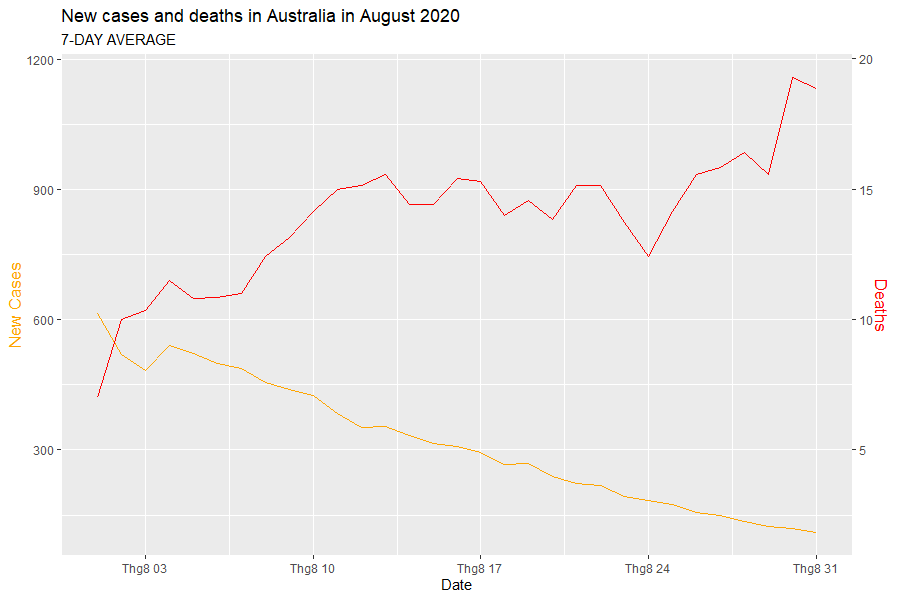 New cases and deaths in Australia in August 2020
7-DAY AVERAGE
1200
900
600
300
New Cases
20
15
10
5
Deaths
Thg8 03
Thg8 10
Thg8 17
Thg8 24
Thg8 31
Date